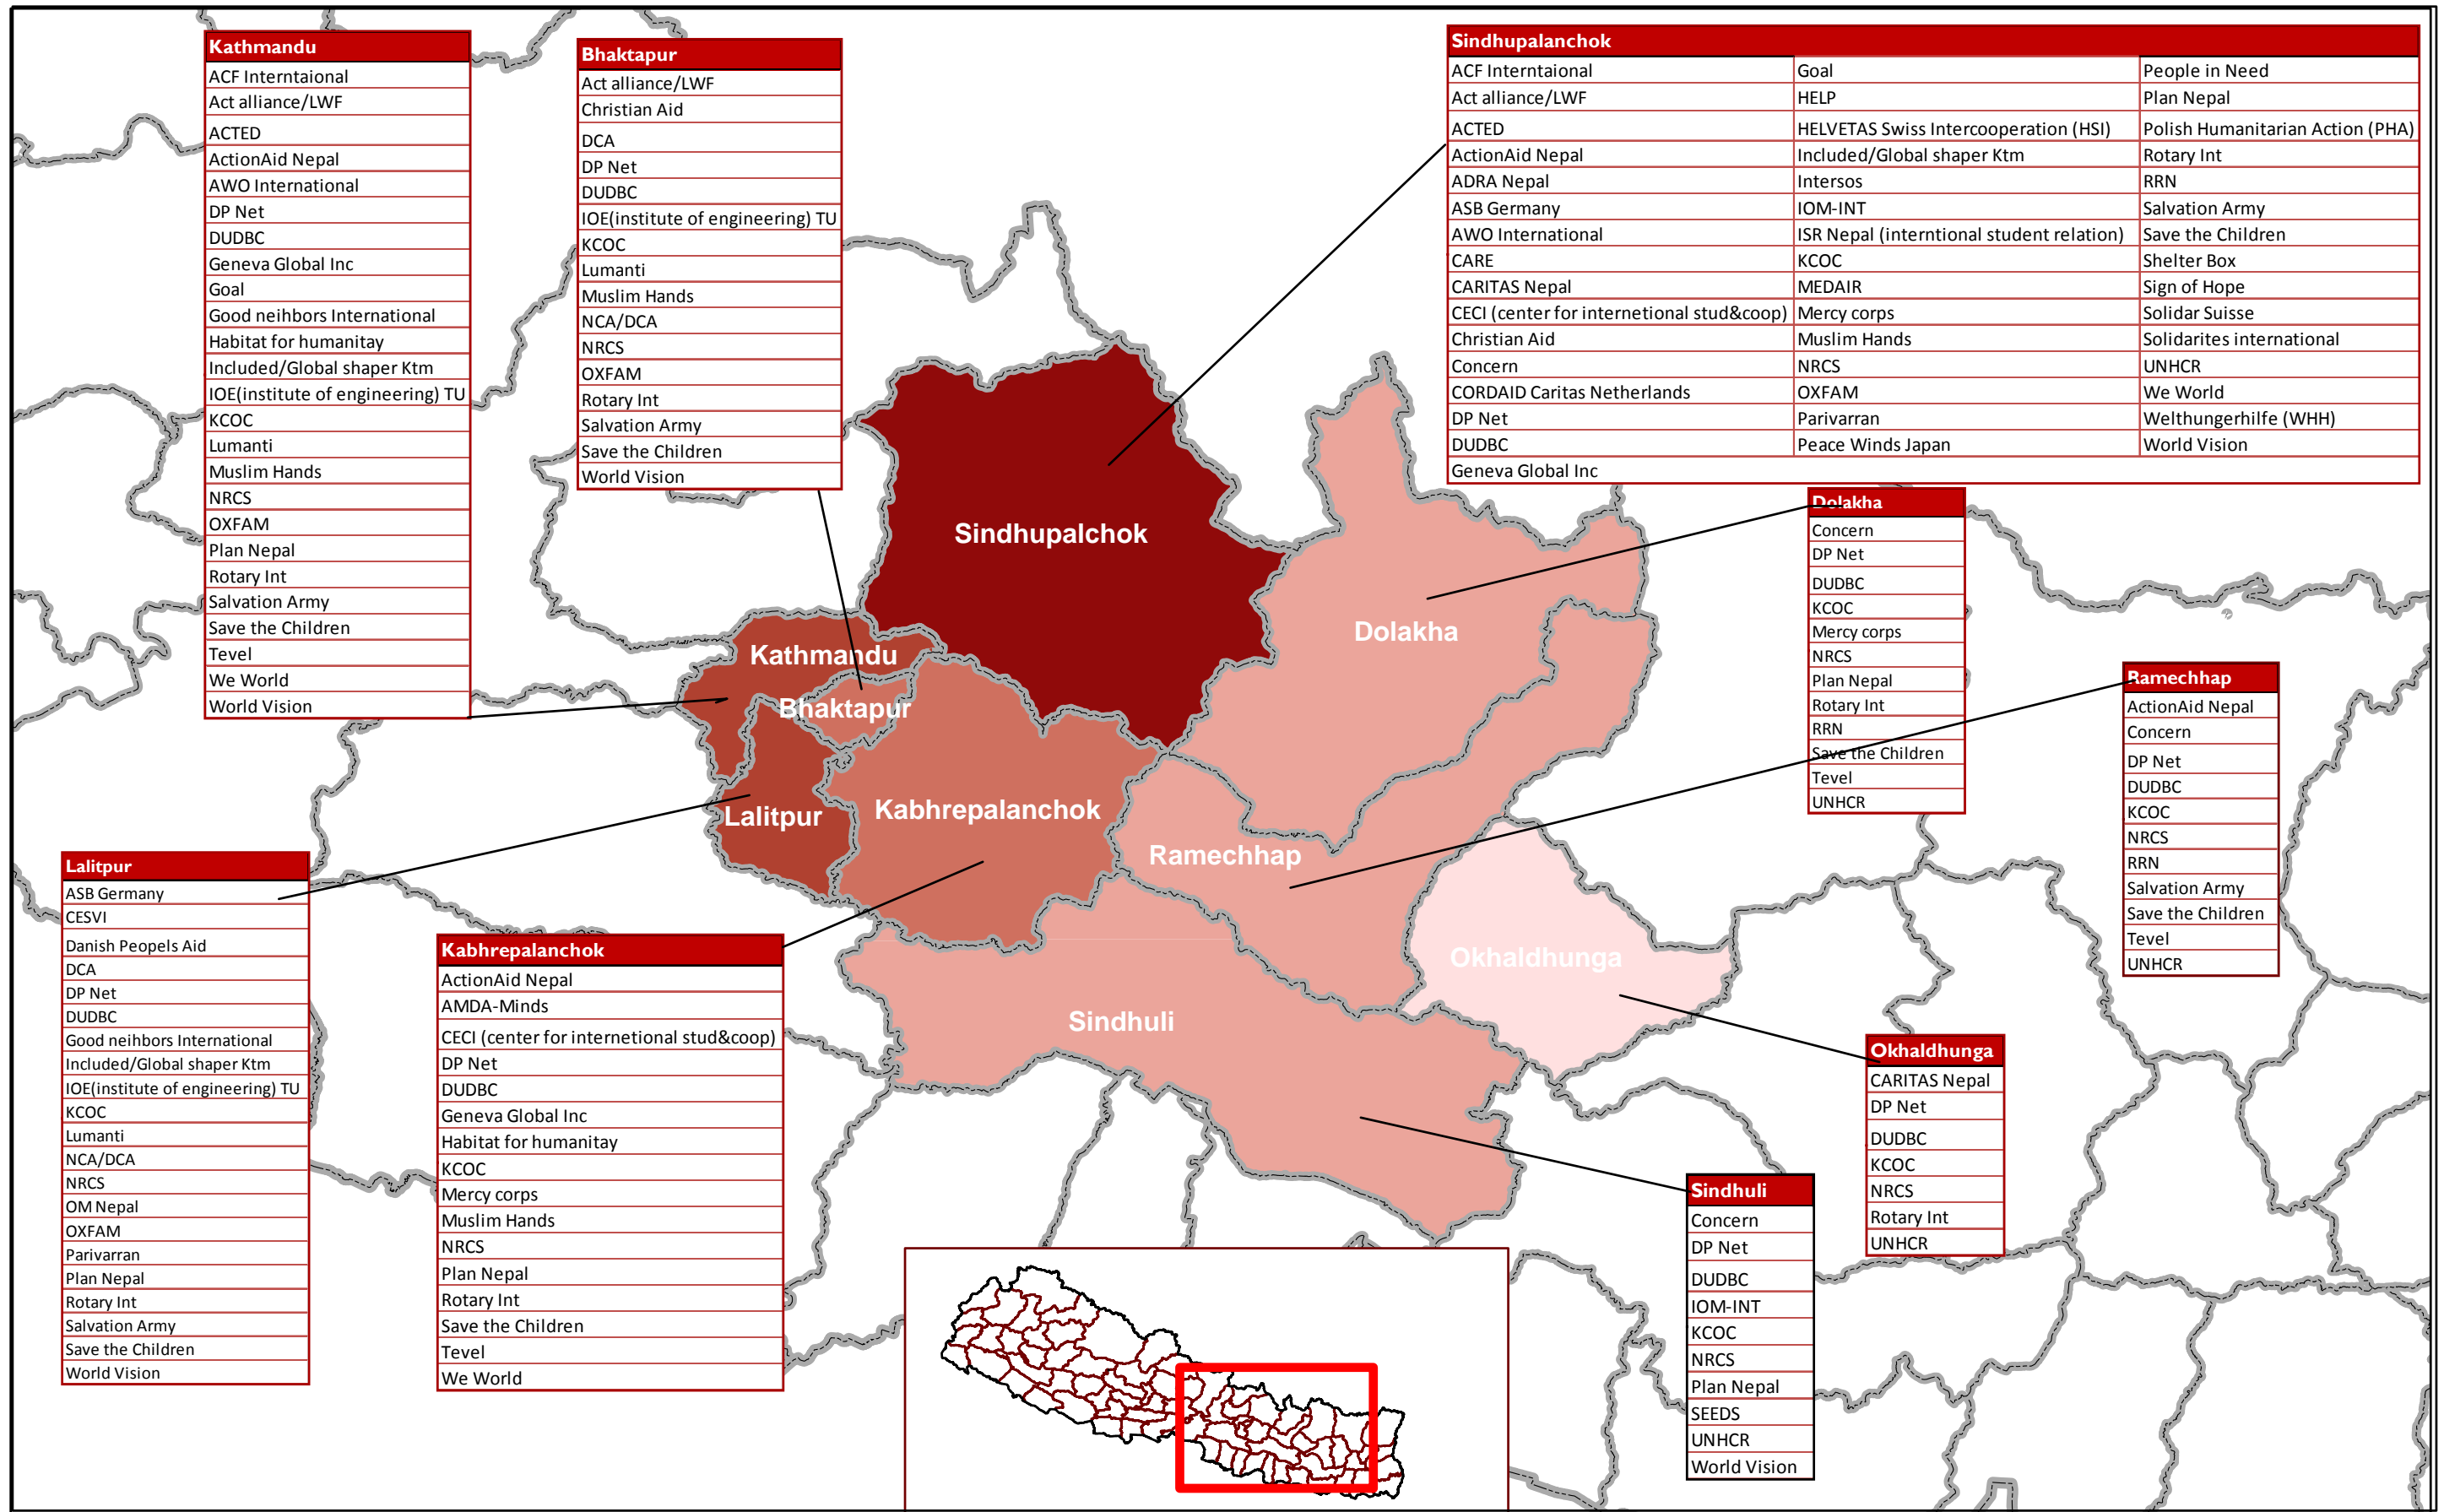 Kathmandu
ACF Interntaional
Act alliance/LWF
ACTED
ActionAid Nepal
AWO International
DP Net
DUDBC
Geneva Global Inc
Goal
Good neihbors International
Habitat for humanitay
Included/Global shaper Ktm
IOE(institute of engineering) TU
KCOC
Lumanti
Muslim Hands
NRCS
OXFAM
Plan Nepal
Rotary Int
Salvation Army
Save the Children
Tevel
We World
World Vision
Bhaktapur
Act alliance/LWF
Christian Aid
DCA
DP Net
DUDBC
IOE(institute of engineering) TU
KCOC
Lumanti
Muslim Hands
NCA/DCA
NRCS
OXFAM
Rotary Int
Salvation Army
Save the Children
World Vision
Sindhupalanchok
ACF Interntaional Goal People in Need
Act alliance/LWF HELP Plan Nepal
ACTED HELVETAS Swiss Intercooperation (HSI) Polish Humanitarian Action (PHA)
ActionAid Nepal Included/Global shaper Ktm Rotary Int
ADRA Nepal Intersos RRN
ASB Germany IOM-INT Salvation Army
AWO International ISR Nepal (interntional student relation) Save the Children
CARE KCOC Shelter Box
CARITAS Nepal MEDAIR Sign of Hope
CECI (center for internetional stud&coop) Mercy corps Solidar Suisse
Christian Aid Muslim Hands Solidarites international
Concern NRCS UNHCR
CORDAID Caritas Netherlands OXFAM We World
DP Net Parivarran Welthungerhilfe (WHH)
DUDBC Peace Winds Japan World Vision
Geneva Global Inc
Dolakha
Concern
DP Net
DUDBC
KCOC
Mercy corps
NRCS
Plan Nepal
Rotary Int
RRN
Save the Children
Tevel
UNHCR
Ramechhap
ActionAid Nepal
Concern
DP Net
DUDBC
KCOC
NRCS
RRN
Salvation Army
Save the Children
Tevel
UNHCR
Sindhupalchok
Dolakha
Kathmandu
Bhaktapur
Lalitpur
Kabhrepalanchok
Ramechhap
Okhaldhunga
Sindhuli
Lalitpur
ASB Germany
CESVI
Danish Peopels Aid
DCA
DP Net
DUDBC
Good neihbors International
Included/Global shaper Ktm
IOE(institute of engineering) TU
KCOC
Lumanti
NCA/DCA
NRCS
OM Nepal
OXFAM
Parivarran
Plan Nepal
Rotary Int
Salvation Army
Save the Children
World Vision
Kabhrepalanchok
ActionAid Nepal
AMDA-Minds
CECI (center for internetional stud&coop)
DP Net
DUDBC
Geneva Global Inc
Habitat for humanitay
KCOC
Mercy corps
Muslim Hands
NRCS
Plan Nepal
Rotary Int
Save the Children
Tevel
We World
Okhaldhunga
CARITAS Nepal
DP Net
DUDBC
KCOC
NRCS
Rotary Int
UNHCR
Sindhuli
Concern
DP Net
DUDBC
IOM-INT
KCOC
NRCS
Plan Nepal
SEEDS
UNHCR
World Vision